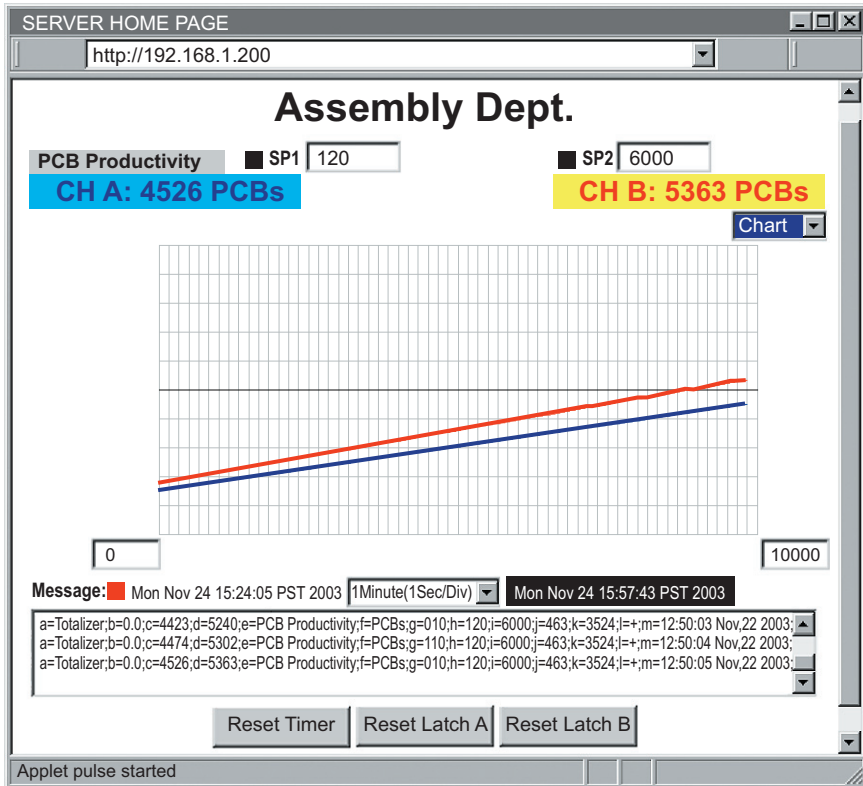 SERVER HOME PAGE
http://192.168.1.200
Assembly Dept.
PCB Productivity SP1 120 SP2 6000
CH A: 4526 PCBs CH B: 5363 PCBs
Chart
0 10000
Message: Mon Nov 24 15:24:05 PST 2003 1Minute(1Sec/Div) Mon Nov 24 15:57:43 PST 2003
a=Totalizer;b=0.0;c=4423;d=5240;e=PCB Productivity;f=PCBs;g=010;h=120;i=6000;j=463;k=3524;l=+;m=12:50:03 Nov,22 2003;
a=Totalizer;b=0.0;c=4474;d=5302;e=PCB Productivity;f=PCBs;g=110;h=120;i=6000;j=463;k=3524;l=+;m=12:50:04 Nov,22 2003;
a=Totalizer;b=0.0;c=4526;d=5363;e=PCB Productivity;f=PCBs;g=010;h=120;i=6000;j=463;k=3524;l=+;m=12:50:05 Nov,22 2003;
Reset Timer Reset Latch A Reset Latch B
Applet pulse started